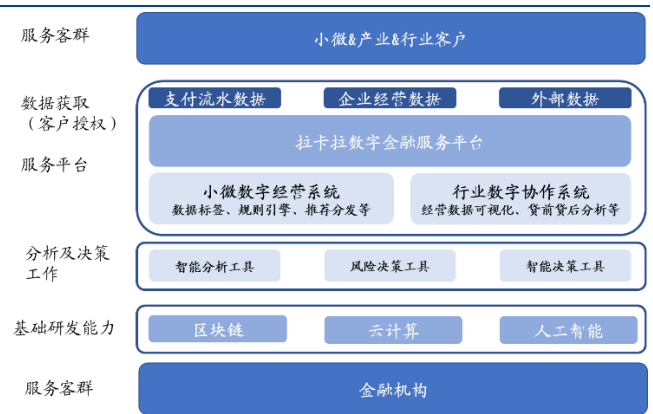 服务客群
小微&产业&行业客户
数据获取
（客户授权）
支付流水数据
企业经营数据
外部数据
拉卡拉数字金融服务平台
服务平台
小微数字经营系统
数据标签、规则引擎、推荐分发等
行业数字协作系统
经营数据可视化、贷前贷后分析等
分析及决策
工作
智能分析工具
风险决策工具
智能决策工具
基础研发能力
区块链
云计算
人工智能
服务客群
金融机构